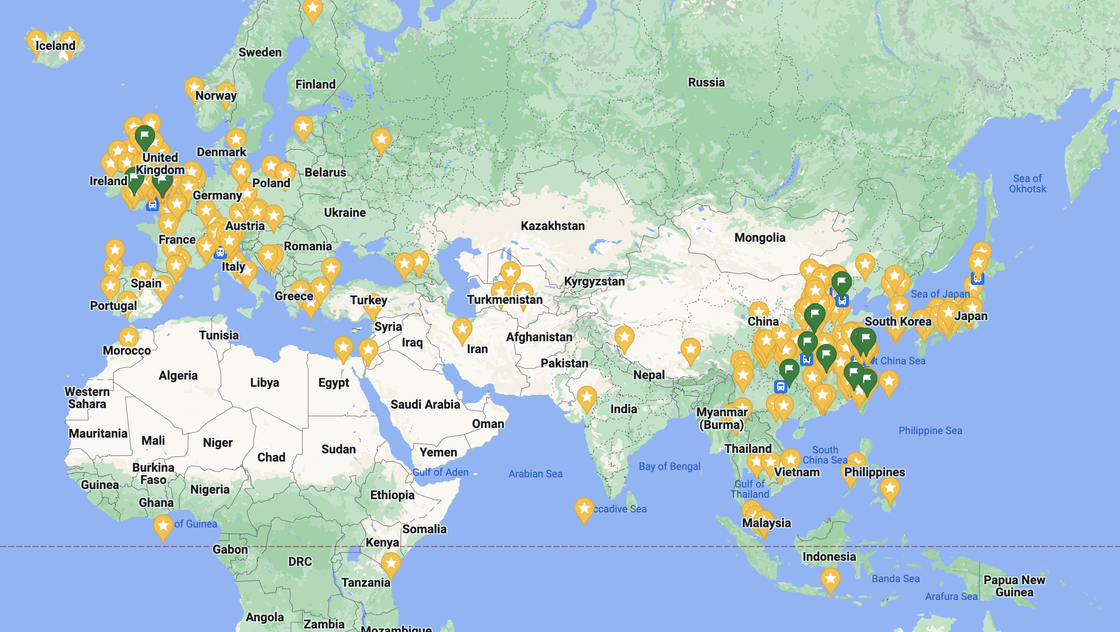 Iceland
Sweden
Finland
Norway
Russia
Denmark
United
Kingdom
Ireland
Belarus
Poland
Germany
Sea of
Okhotsk
Ukraine
Austria
France
Romania
Kazakhstan
Mongolia
Italy
Spain
Kyrgyzstan
Portugal
Greece
Turkey
Turkmenistan
Sea of Japan
Japan
South Korea
China
Tunisia
Syria
Morocco
Iraq
Iran
Afghanistan
Pakistan
Nepal
t China Sea
Algeria
Libya
Egypt
Western
Sahara
Saudi Arabia
India
Myanmar
(Burma)
Oman
Mauritania
Mali
Niger
Chad
Sudan
Yemen
Thailand
Philippine Sea
South
China Sea
Vietnam
Philippines
Burkina
Faso
Guinea
Ghana
Nigeria
Gulf of Aden
Arabian Sea
Bay of Bengal
Gulf of
Thailand
Ethiopia
Somalia
ccadive Sea
of Guinea
Malaysia
Gabon
Kenya
DRC
Tanzania
Indonesia
Banda Sea
Papua New
Guinea
Arafura Sea
Angola
Zambia
Mozambique